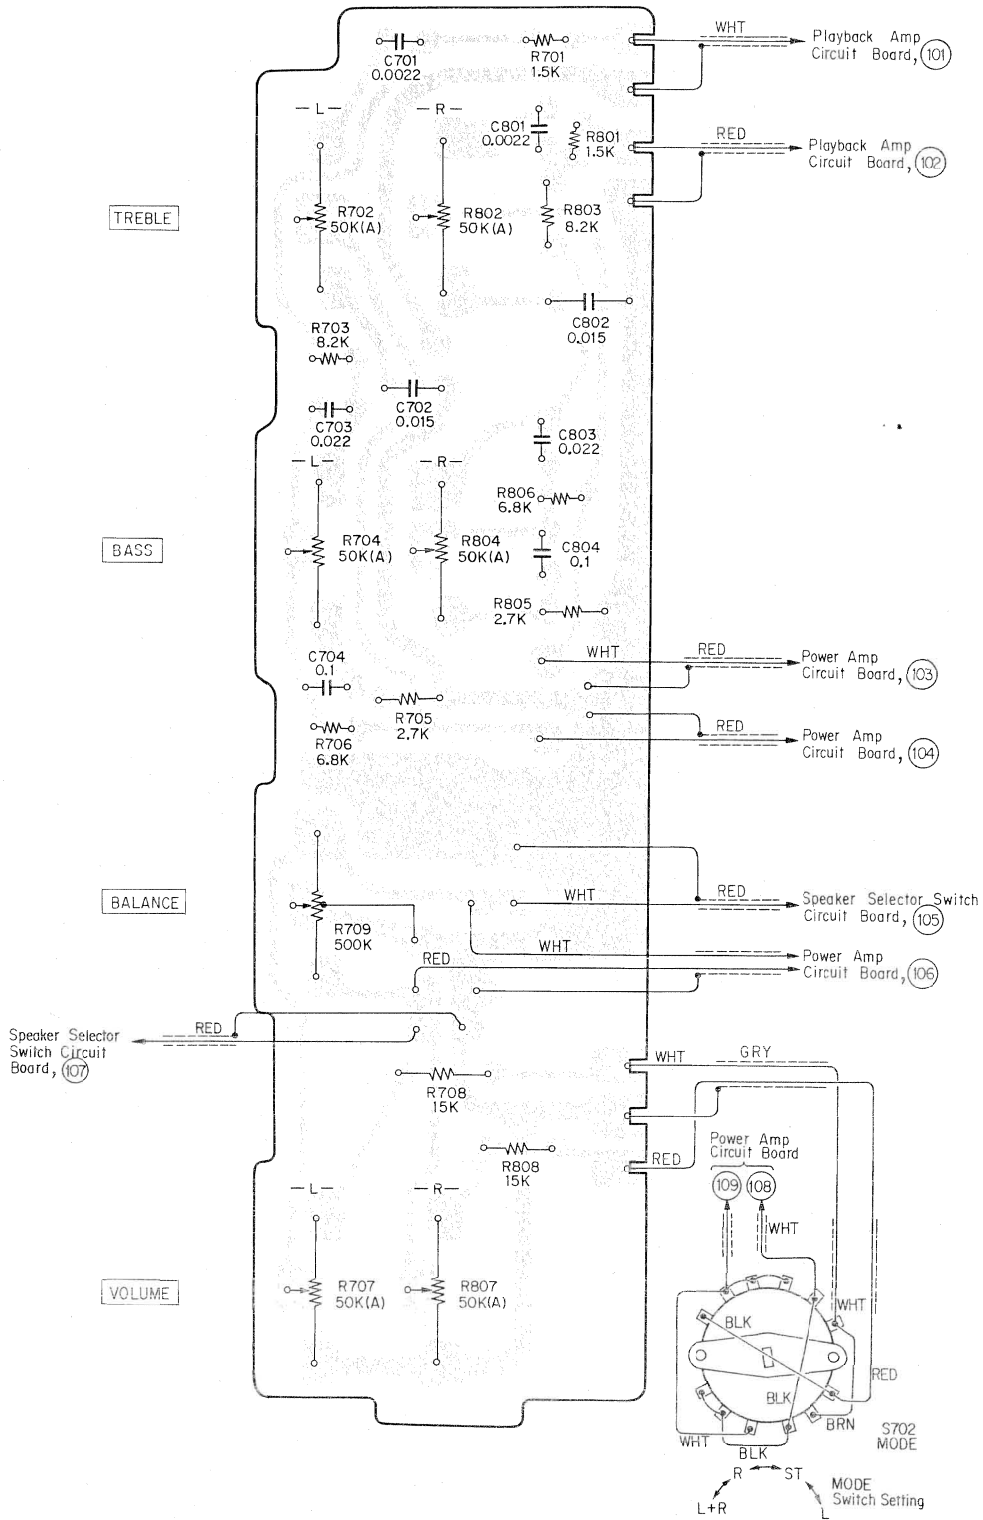 WHT
Playback Amp
Circuit Board, 101
C701
0.0022
R701
1.5K
- L -
- R -
C801
0.0022
R801
1.5K
RED
Playback Amp
Circuit Board, 102
TREBLE
R702
50K(A)
R802
50K(A)
R803
8.2K
C802
0.015
R703
8.2K
C702
0.015
C703
0.022
C803
0.022
- L -
- R -
R806
6.8K
BASS
R704
50K(A)
R804
50K(A)
C804
0.1
R805
2.7K
WHT
RED
Power Amp
Circuit Board, 103
C704
0.1
R705
2.7K
R706
6.8K
RED
Power Amp
Circuit Board, 104
BALANCE
R709
500K
WHT
RED
Speaker Selector Switch
Circuit Board, 105
WHT
RED
Power Amp
Circuit Board, 106
Speaker Selector
Switch Circuit
Board, 107
RED
R708
15K
WHT
GRY
R808
15K
RED
Power Amp
Circuit Board
109 108
WHT
- L -
- R -
VOLUME
R707
50K(A)
R807
50K(A)
BLK
WHT
RED
BLK
BRN
WHT
BLK
S702
MODE
R
ST
L+R
L
MODE
Switch Setting